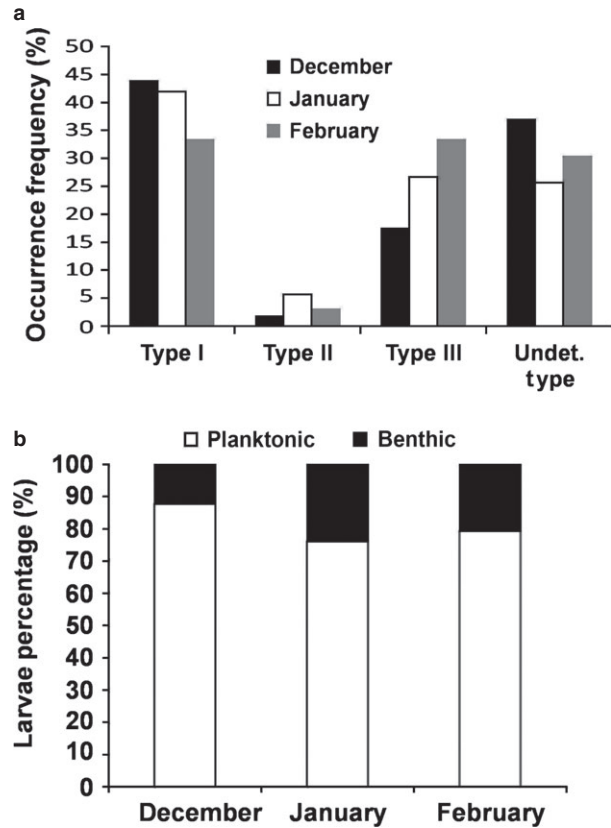 a
Occurrence frequency (%)
50
45
40
35
30
25
20
15
10
5
0
December
January
February
Type I
Type II
Type III
Undet.
type
b
Planktonic
Benthic
Larvae percentage (%)
100
90
80
70
60
50
40
30
20
10
0
December
January
February